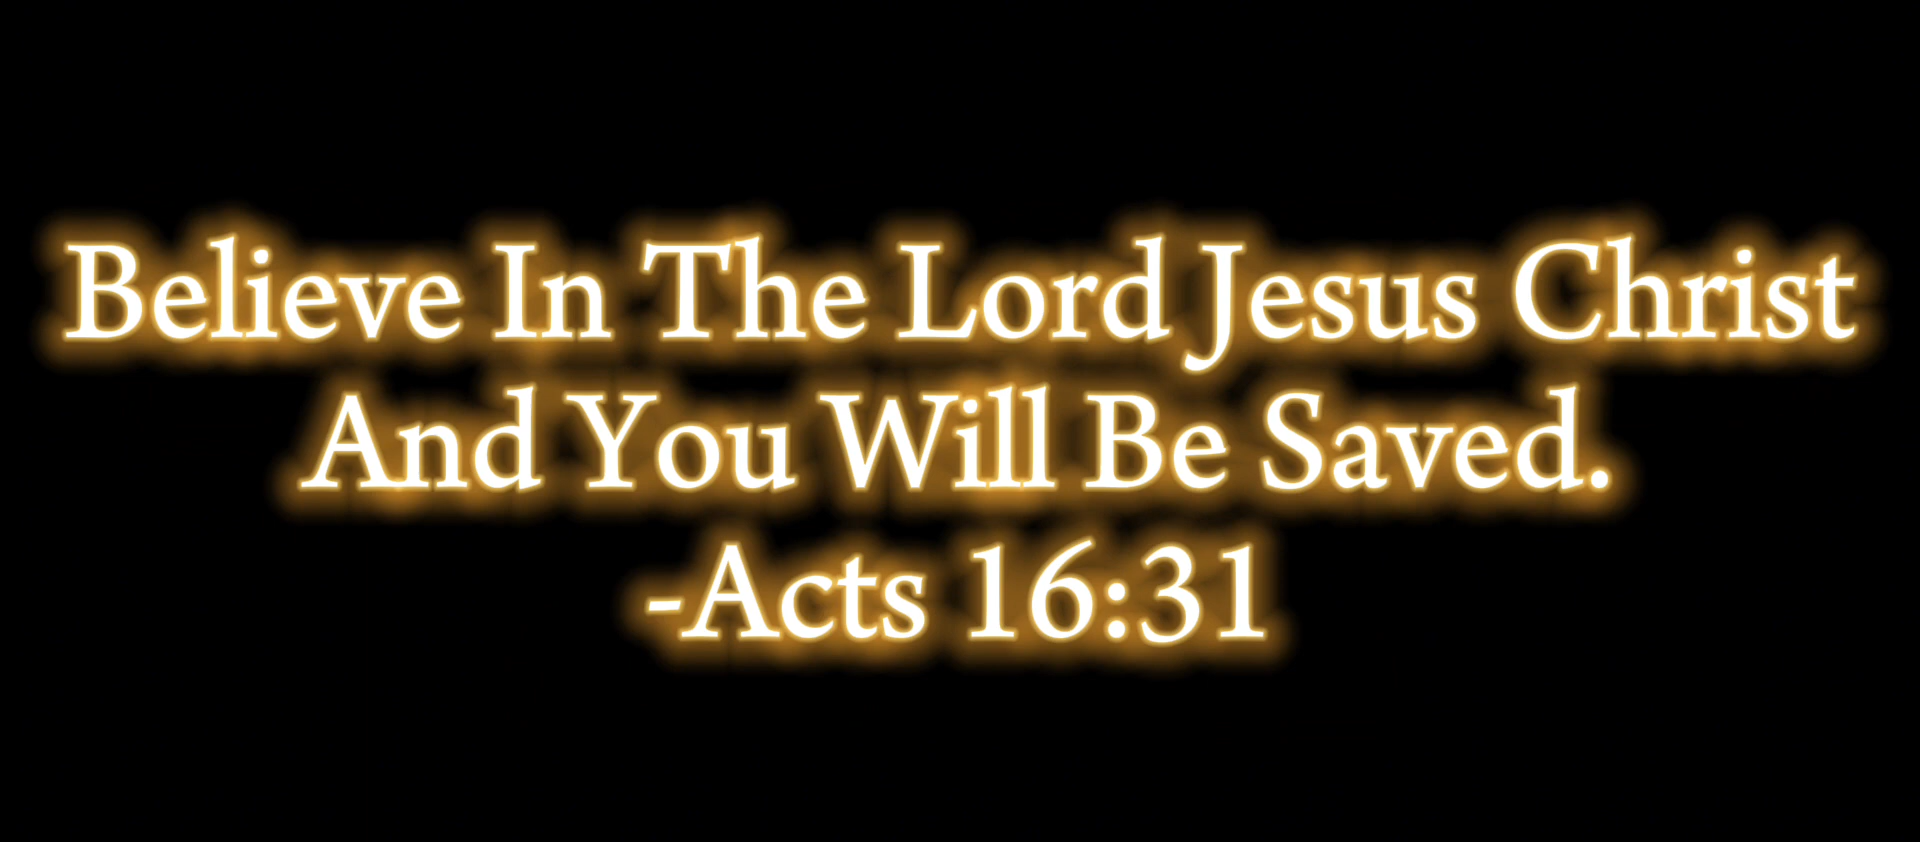 Believe In The Lord Jesus Christ
And You Will Be Saved.
-Acts 16:31